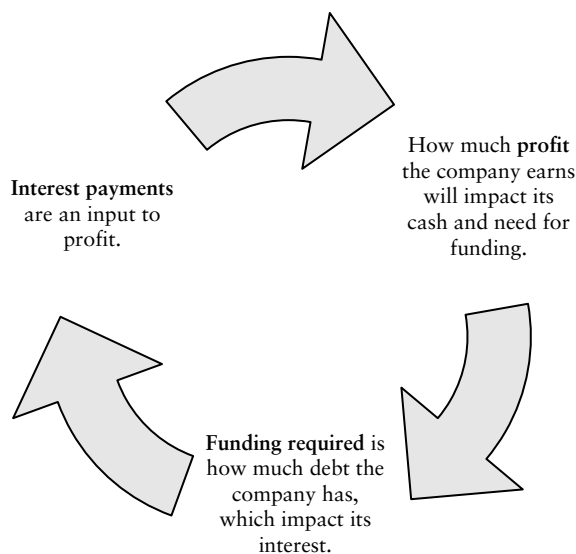 Interest payments
are an input to
profit.
How much profit
the company earns
will impact its
cash and need for
funding.
Funding required is
how much debt the
company has,
which impact its
interest.